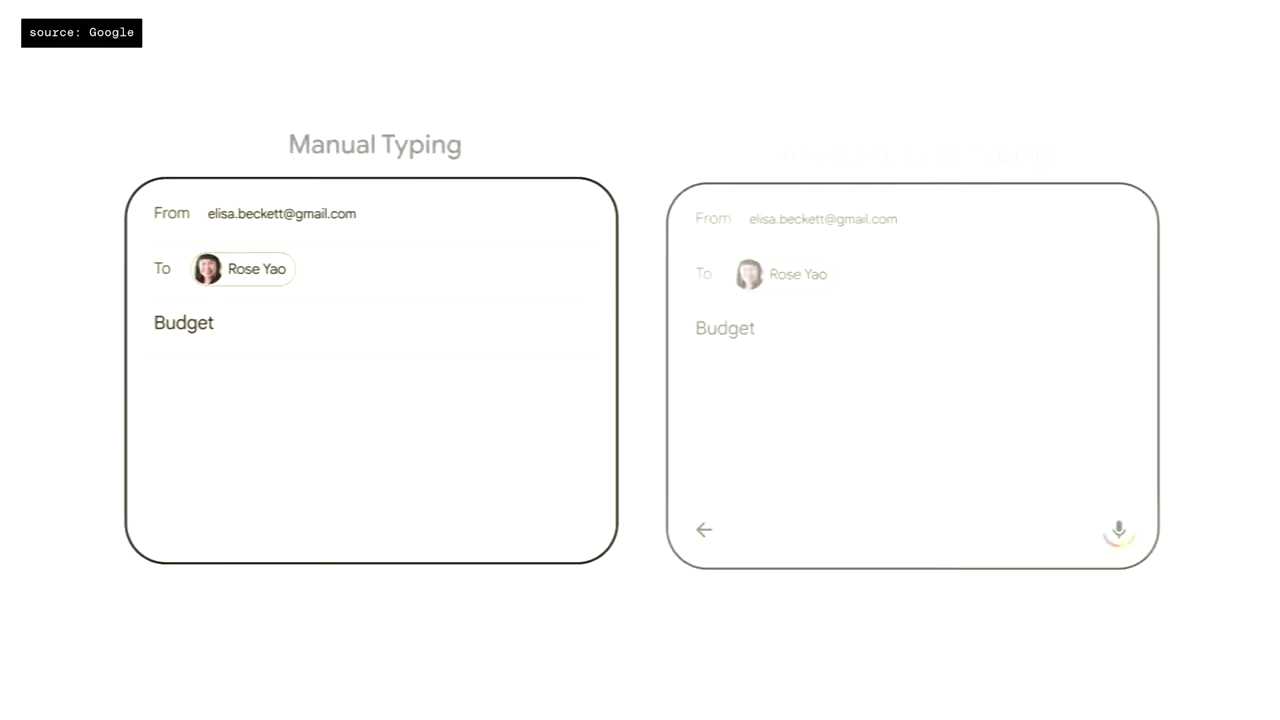 source: Google
Manual Typing
From elisa.beckett@gmail.com
To Rose Yao
Budget
From elisa.beckett@gmail.com
To Rose Yao
Budget